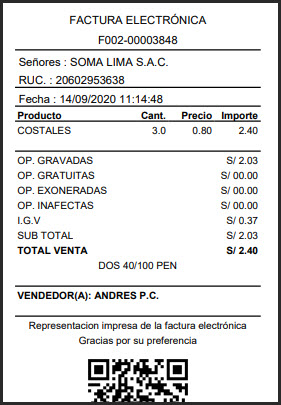 FACTURA ELECTRÓNICA
F002-00003848
Señores : SOMA LIMA S.A.C.
RUC. : 20602953638
Fecha : 14/09/2020 11:14:48
Producto Cant. Precio Importe
COSTALES 3.0 0.80 2.40
OP. GRAVADAS S/ 2.03
OP. GRATUITAS S/ 00.00
OP. EXONERADAS S/ 00.00
OP. INAFECTAS S/ 00.00
I.G.V S/ 0.37
SUB TOTAL S/ 2.03
TOTAL VENTA S/ 2.40
DOS 40/100 PEN
VENDEDOR(A): ANDRES P.C.
Representacion impresa de la factura electrónica
Gracias por su preferencia